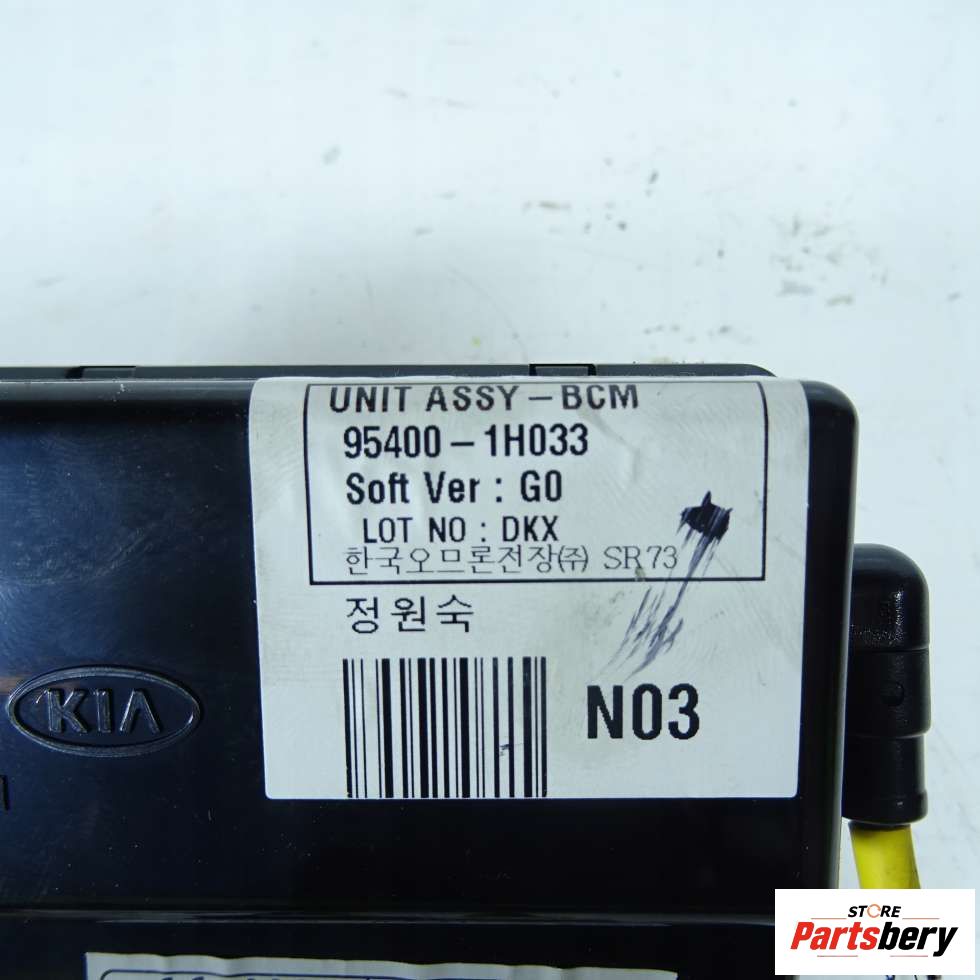 UNIT ASSY-BCM
95400-1H033
Soft Ver : G0
LOT NO : DKX
한국오므론전장㈜ SR73
정원숙
N03
KIA
STORE
Partsbery